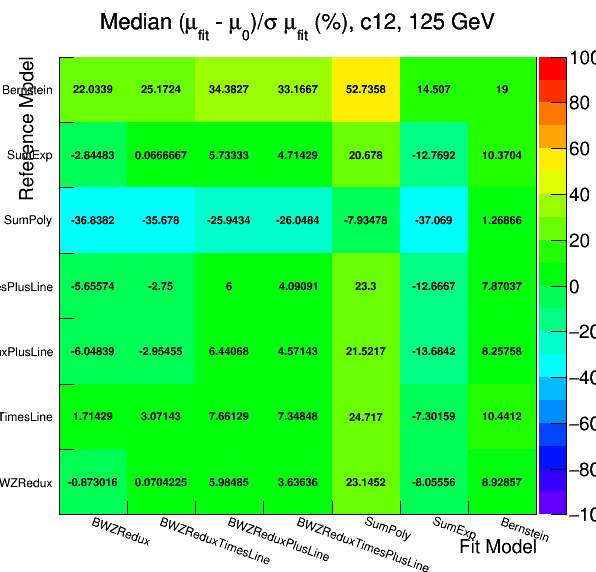 Median (μfit - μ0)/σ μfit (%), c12, 125 GeV
Reference Model
Bernstein 22.0339 25.1724 34.3827 33.1667 52.7358 14.507 19
SumExp -2.84483 0.0666667 5.73333 4.71429 20.678 -12.7692 10.3704
SumPoly -36.8382 -35.678 -25.9434 -26.0484 -7.93478 -37.069 1.26866
esPlusLine -5.65574 -2.75 6 4.09091 23.3 -12.6667 7.87037
uxPlusLine -6.04839 -2.95455 6.44068 4.57143 21.5217 -13.6842 8.25758
TimesLine 1.71429 3.07143 7.66129 7.34848 24.717 -7.30159 10.4412
WZRedux -0.873016 0.0704225 5.98485 3.63636 23.1452 -8.05556 8.92857
BWZRedux BWZReduxTimesLine BWZReduxPlusLine BWZReduxTimesPlusLine SumPoly SumExp Bernstein
Fit Model
100
80
60
40
20
0
−20
−40
−60
−80
−10